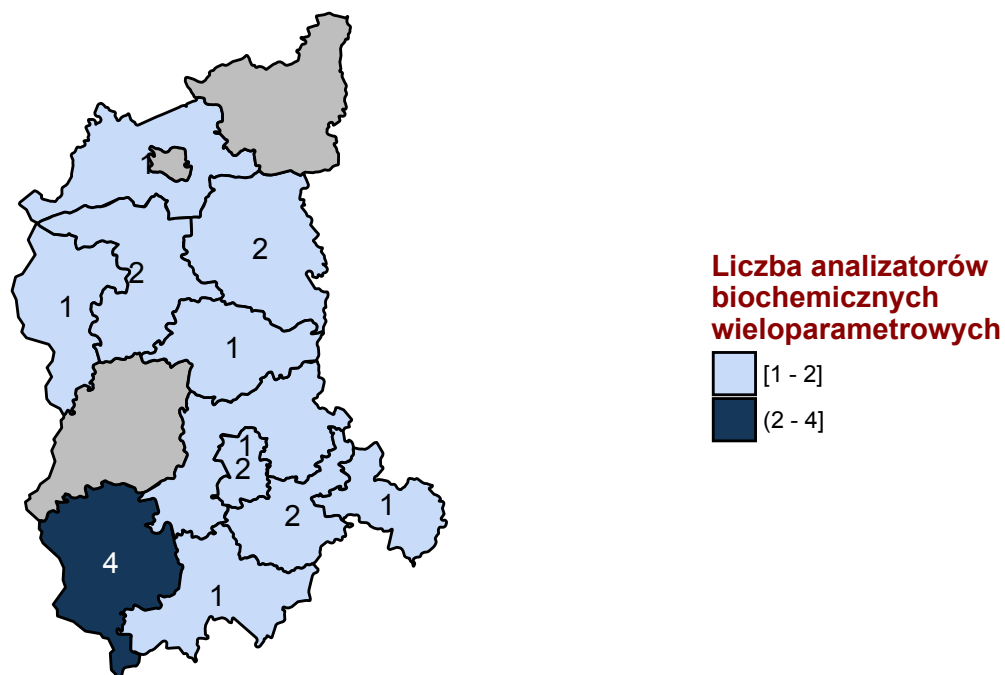 2
2
1
1
1
2
1
2
4
1
Liczba analizatorów
biochemicznych
wieloparametrowych
[1 - 2]
(2 - 4]